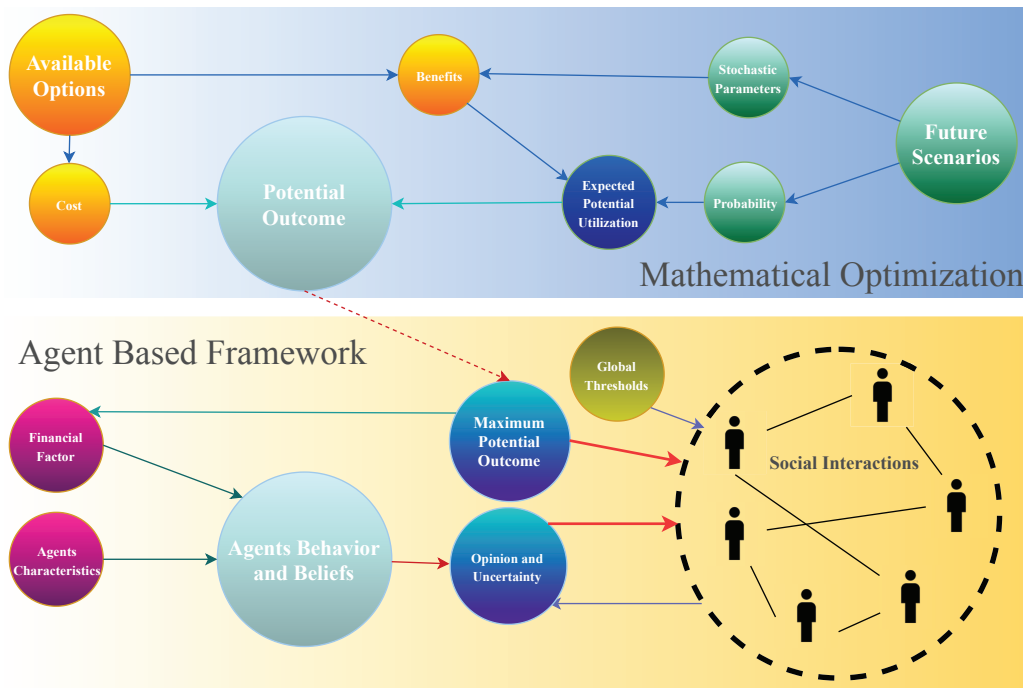 Available
Options
Benefits
Stochastic
Parameters
Future
Scenarios
Cost
Potential
Outcome
Expected
Potential
Utilization
Probability
Mathematical Optimization
Agent Based Framework
Global
Thresholds
Financial
Factor
Maximum
Potential
Outcome
Social Interactions
Agents
Characteristics
Agents Behavior
and Beliefs
Opinion and
Uncertainty